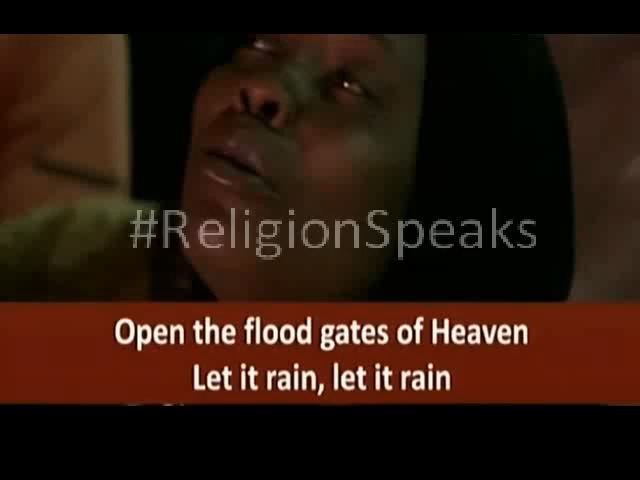 #ReligionSpeaks
Open the flood gates of Heaven
Let it rain, let it rain